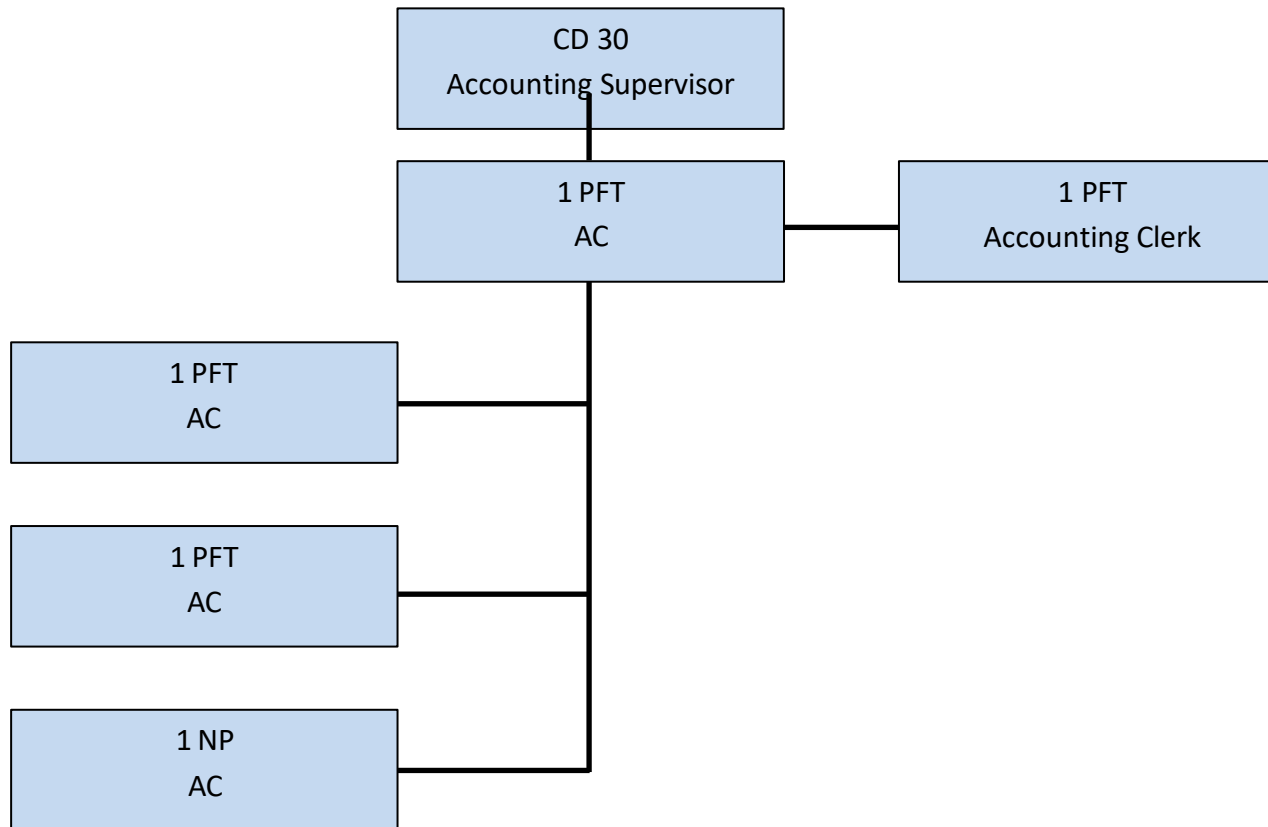 CD 30
Accounting Supervisor
1 PFT
AC
1 PFT
Accounting Clerk
1 PFT
AC
1 PFT
AC
1 NP
AC